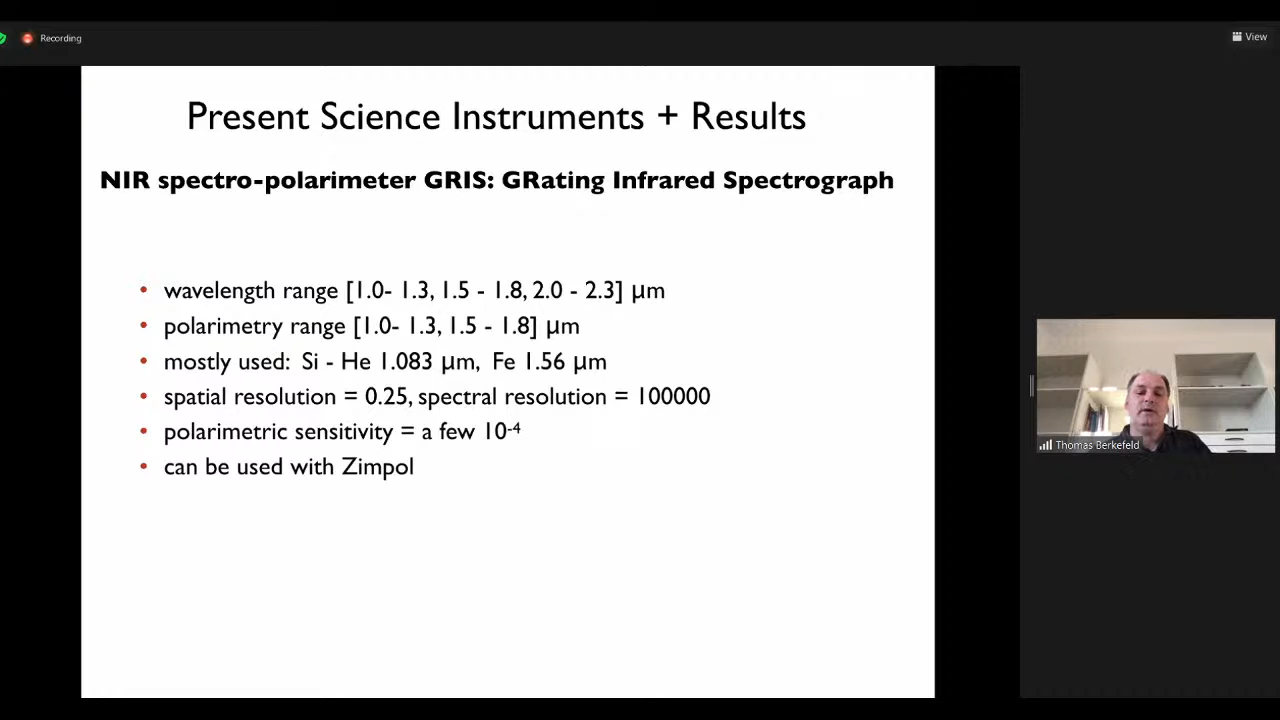 Recording
View
Present Science Instruments + Results
NIR spectro-polarimeter GRIS: GRating Infrared Spectrograph
• wavelength range [1.0- 1.3, 1.5 - 1.8, 2.0 - 2.3] µm
• polarimetry range [1.0- 1.3, 1.5 - 1.8] µm
• mostly used: Si - He 1.083 µm, Fe 1.56 µm
• spatial resolution = 0.25, spectral resolution = 100000
• polarimetric sensitivity = a few 10⁻⁴
• can be used with Zimpol
Thomas Berkefeld